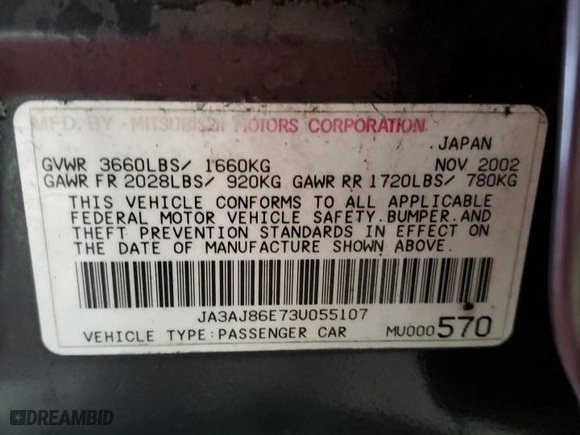 MFD. BY MITSUBISHI MOTORS CORPORATION
JAPAN
GVWR 3660LBS/ 1660KG NOV 2002
GAWR FR 2028LBS/ 920KG GAWR RR 1720LBS/ 780KG
THIS VEHICLE CONFORMS TO ALL APPLICABLE
FEDERAL MOTOR VEHICLE SAFETY.BUMPER.AND
THEFT PREVENTION STANDARDS IN EFFECT ON
THE DATE OF MANUFACTURE SHOWN ABOVE.
JA3AJ86E73U055107
VEHICLE TYPE:PASSENGER CAR MU000570
DREAMBID